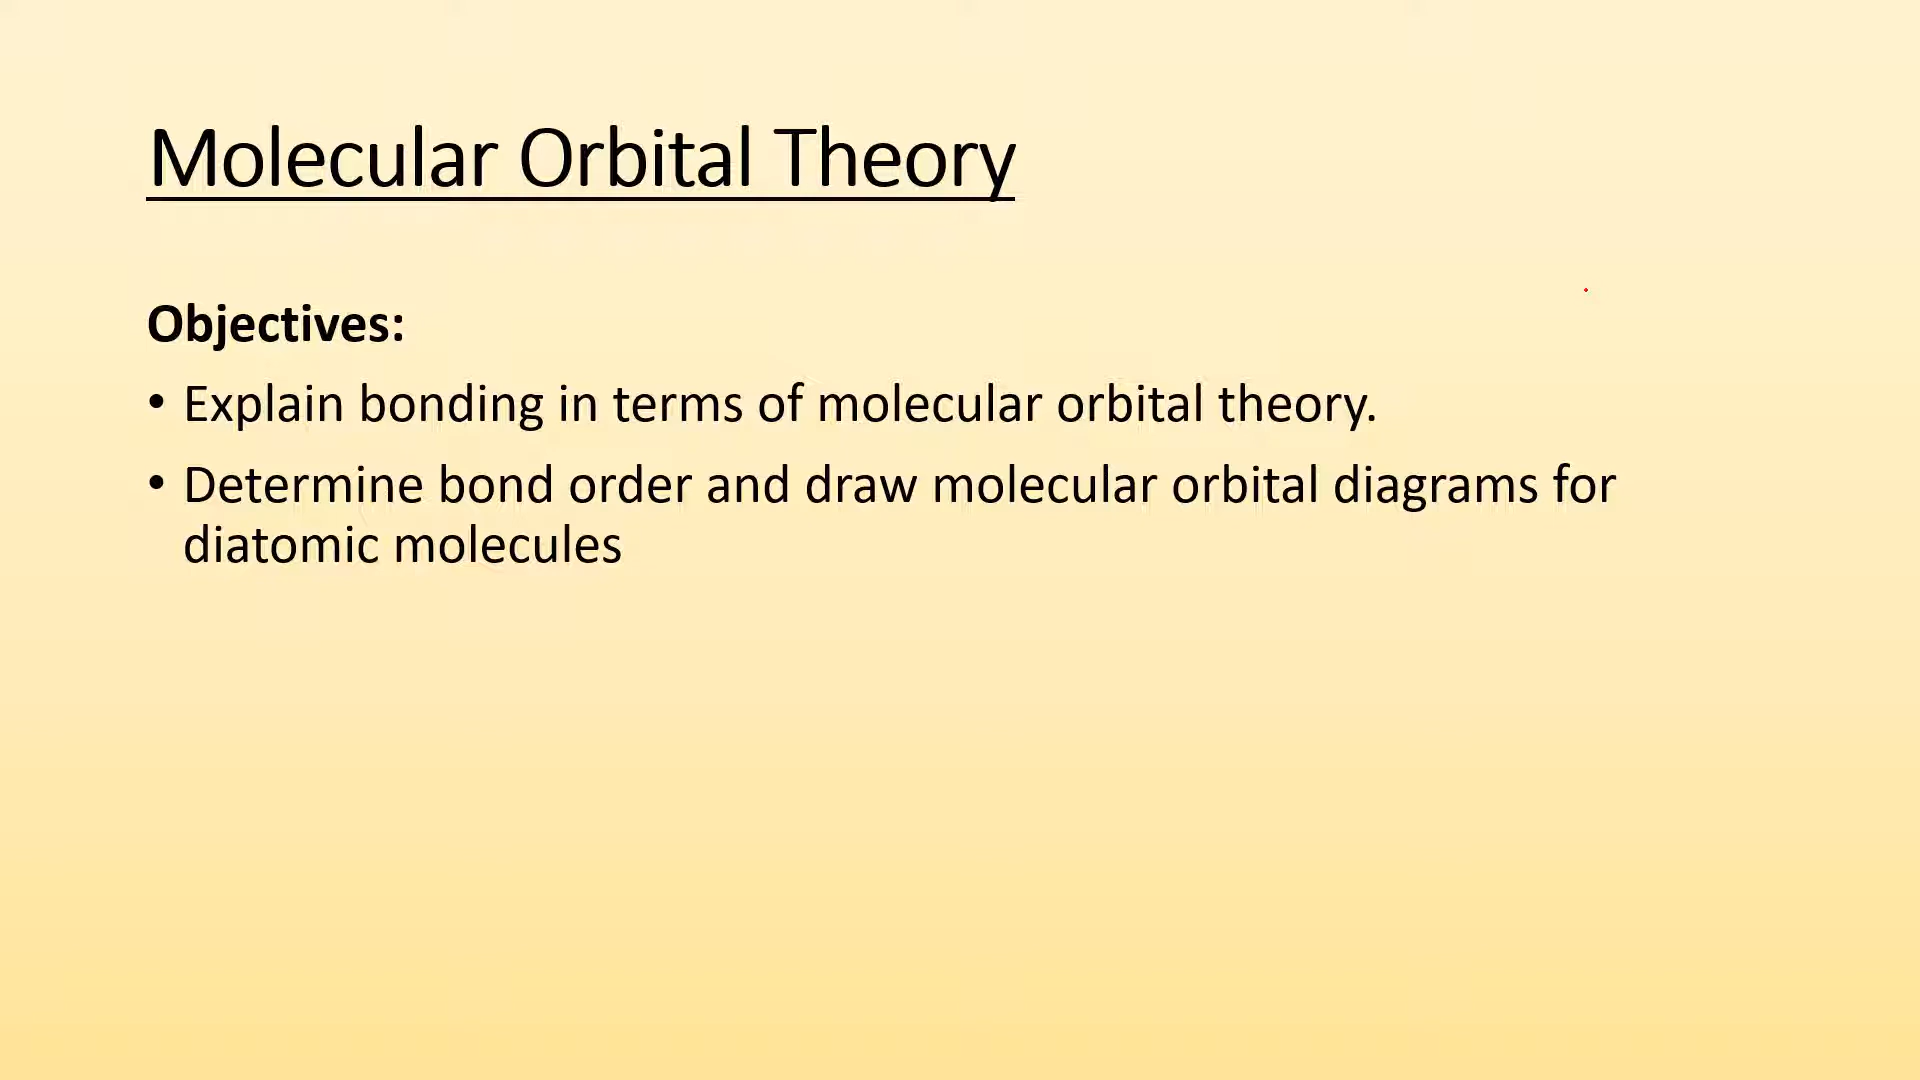 Molecular Orbital Theory
Objectives:
• Explain bonding in terms of molecular orbital theory.
• Determine bond order and draw molecular orbital diagrams for
diatomic molecules